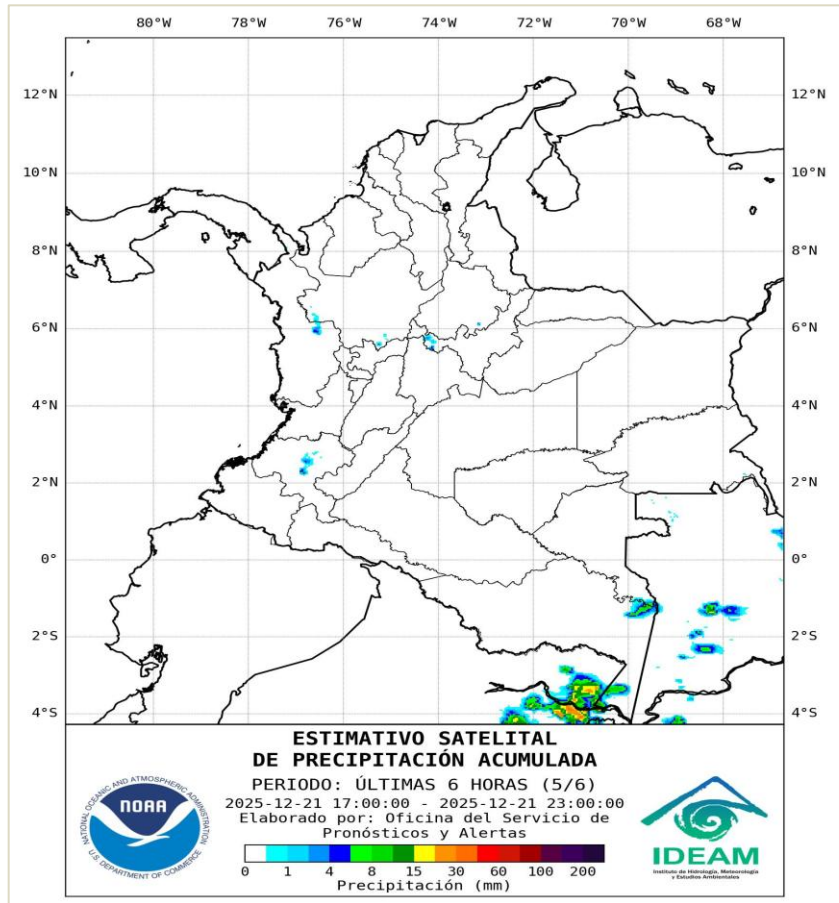 80°W 78°W 76°W 74°W 72°W 70°W 68°W
12°N 12°N
10°N 10°N
8°N 8°N
6°N 6°N
4°N 4°N
2°N 2°N
0° 0°
2°S 2°S
4°S 4°S
ESTIMATIVO SATELITAL
DE PRECIPITACIÓN ACUMULADA
PERIODO: ÚLTIMAS 6 HORAS (5/6)
2025-12-21 17:00:00 - 2025-12-21 23:00:00
Elaborado por: Oficina del Servicio de
Pronósticos y Alertas
0 1 4 8 15 30 60 100 200
Precipitación (mm)
NATIONAL OCEANIC AND ATMOSPHERIC ADMINISTRATION
NOAA
U.S. DEPARTMENT OF COMMERCE
IDEAM
Instituto de Hidrología, Meteorología
y Estudios Ambientales